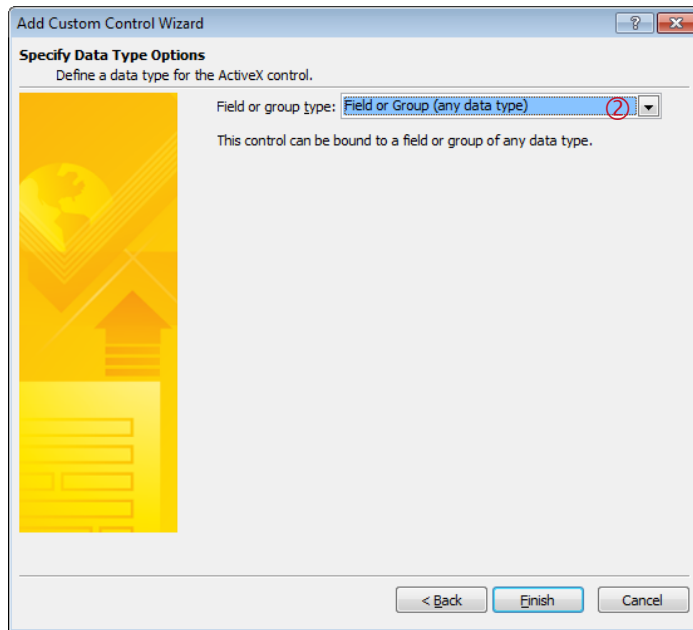 Add Custom Control Wizard
?
Specify Data Type Options
Define a data type for the ActiveX control.
Field or group type: Field or Group (any data type) ②
This control can be bound to a field or group of any data type.
< Back Finish Cancel